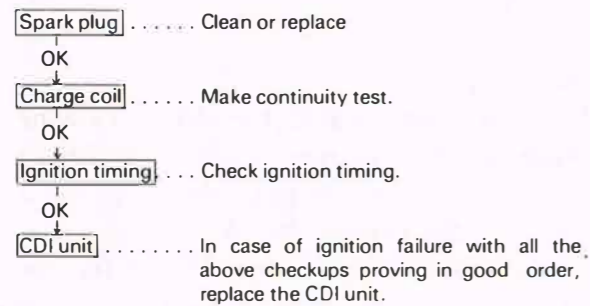 Spark plug . . . . . . Clean or replace
OK
Charge coil . . . . . . Make continuity test.
OK
Ignition timing . . . . Check ignition timing.
OK
CDI unit . . . . . . . . In case of ignition failure with all the
above checkups proving in good order,
replace the CDI unit.